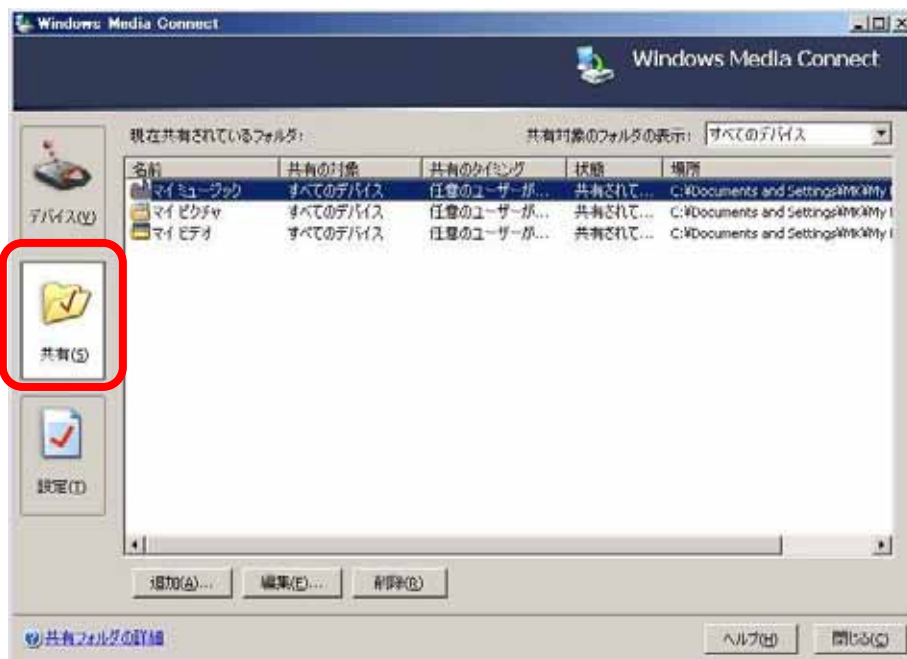 Windows Media Connect
Windows Media Connect
現在共有されているフォルダ:
共有対象のフォルダの表示: すべてのデバイス
名前 共有の対象 共有のタイミング 状態 場所
マイ ミュージック すべてのデバイス 任意のユーザーが... 共有されて... C:¥Documents and Settings¥MK¥My
マイ ピクチャ すべてのデバイス 任意のユーザーが... 共有されて... C:¥Documents and Settings¥MK¥My
マイ ビデオ すべてのデバイス 任意のユーザーが... 共有されて... C:¥Documents and Settings¥MK¥My
デバイス(V)
共有(S)
設定(T)
追加(A)... 編集(E)... 削除(R)
共有フォルダの詳細
ヘルプ(H) 閉じる(C)